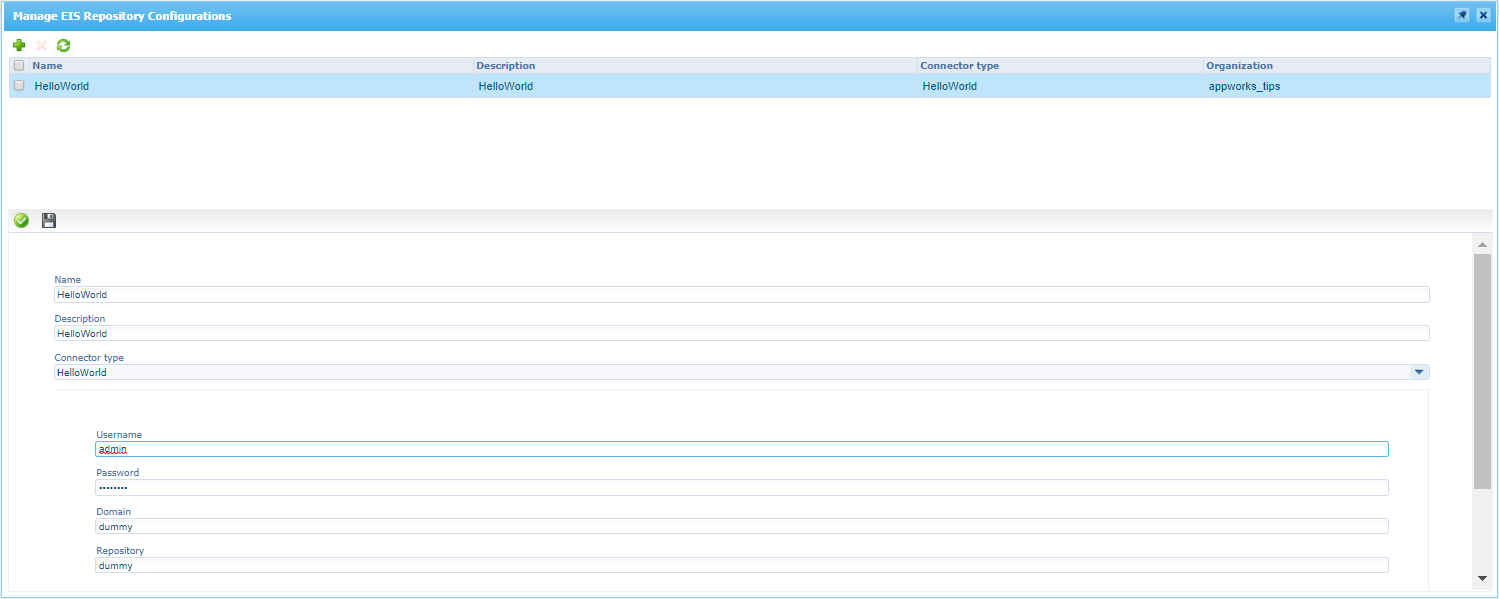 Manage EIS Repository Configurations
Name Description Connector type Organization
HelloWorld HelloWorld HelloWorld appworks_tips
Name
HelloWorld
Description
HelloWorld
Connector type
HelloWorld
Username
admin
Password
••••••••
Domain
dummy
Repository
dummy